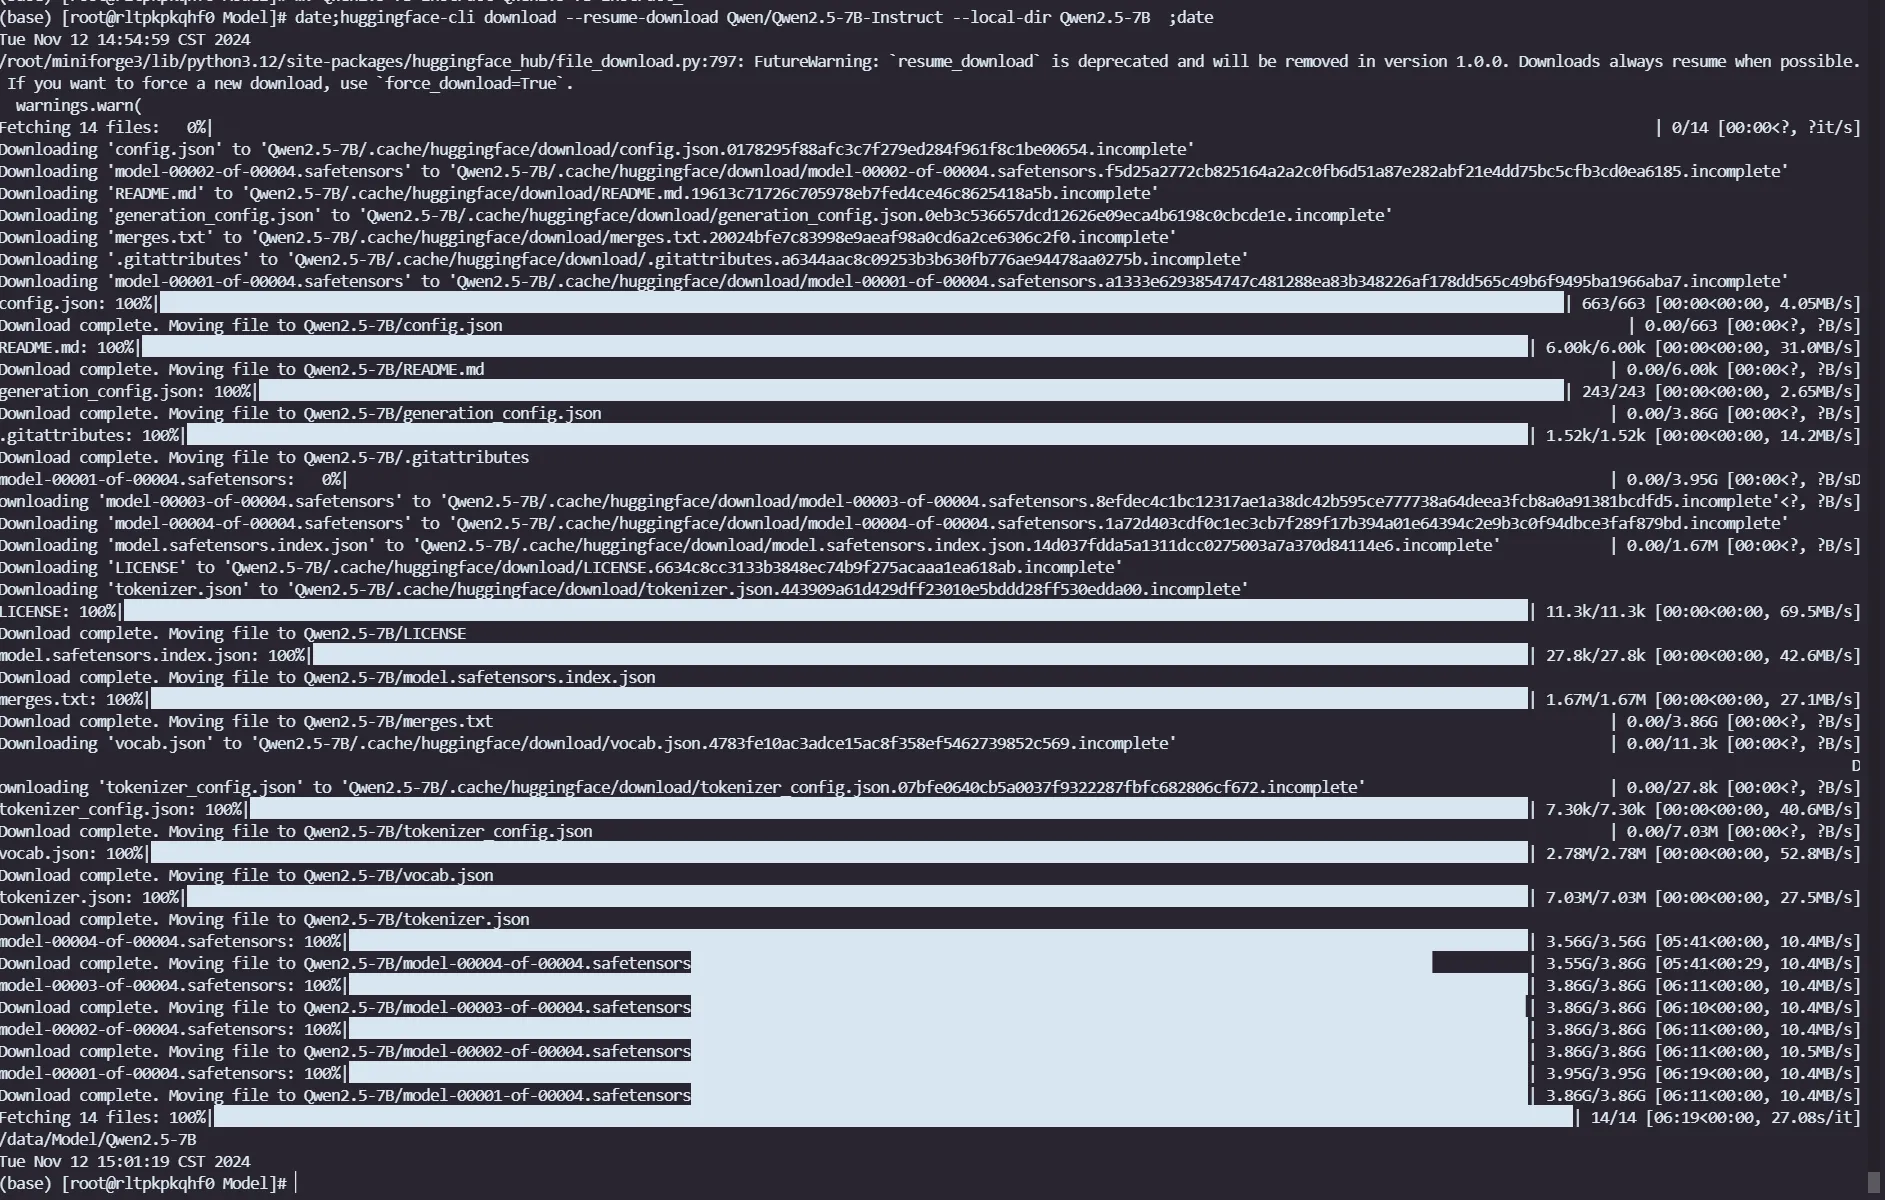 (base) [root@rltpkpkqhf0 Model]# date;huggingface-cli download --resume-download Qwen/Qwen2.5-7B-Instruct --local-dir Qwen2.5-7B  ;date
Tue Nov 12 14:54:59 CST 2024
/root/miniforge3/lib/python3.12/site-packages/huggingface_hub/file_download.py:797: FutureWarning: `resume_download` is deprecated and will be removed in version 1.0.0. Downloads always resume when possible.
 If you want to force a new download, use `force_download=True`.
  warnings.warn(
Fetching 14 files:   0%| | 0/14 [00:00<?, ?it/s]
Downloading 'config.json' to 'Qwen2.5-7B/.cache/huggingface/download/config.json.0178295f88afc3c7f279ed284f961f8c1be00654.incomplete'
Downloading 'model-00002-of-00004.safetensors' to 'Qwen2.5-7B/.cache/huggingface/download/model-00002-of-00004.safetensors.f5d25a2772cb825164a2a2c0fb6d51a87e282abf21e4dd75bc5cfb3cd0ea6185.incomplete'
Downloading 'README.md' to 'Qwen2.5-7B/.cache/huggingface/download/README.md.19613c71726c705978eb7fed4ce46c8625418a5b.incomplete'
Downloading 'generation_config.json' to 'Qwen2.5-7B/.cache/huggingface/download/generation_config.json.0eb3c536657dcd12626e09eca4b6198c0cbcde1e.incomplete'
Downloading 'merges.txt' to 'Qwen2.5-7B/.cache/huggingface/download/merges.txt.20024bfe7c83998e9aeaf98a0cd6a2ce6306c2f0.incomplete'
Downloading '.gitattributes' to 'Qwen2.5-7B/.cache/huggingface/download/.gitattributes.a6344aac8c09253b3b630fb776ae94478aa0275b.incomplete'
Downloading 'model-00001-of-00004.safetensors' to 'Qwen2.5-7B/.cache/huggingface/download/model-00001-of-00004.safetensors.a1333e6293854747c481288ea83b348226af178dd565c49b6f9495ba1966aba7.incomplete'
config.json: 100%| | 663/663 [00:00<00:00, 4.05MB/s]
Download complete. Moving file to Qwen2.5-7B/config.json | 0.00/663 [00:00<?, ?B/s]
README.md: 100%| | 6.00k/6.00k [00:00<00:00, 31.0MB/s]
Download complete. Moving file to Qwen2.5-7B/README.md | 0.00/6.00k [00:00<?, ?B/s]
generation_config.json: 100%| | 243/243 [00:00<00:00, 2.65MB/s]
Download complete. Moving file to Qwen2.5-7B/generation_config.json | 0.00/3.86G [00:00<?, ?B/s]
.gitattributes: 100%| | 1.52k/1.52k [00:00<00:00, 14.2MB/s]
Download complete. Moving file to Qwen2.5-7B/.gitattributes
model-00001-of-00004.safetensors:   0%| | 0.00/3.95G [00:00<?, ?B/sD
ownloading 'model-00003-of-00004.safetensors' to 'Qwen2.5-7B/.cache/huggingface/download/model-00003-of-00004.safetensors.8efdec4c1bc12317ae1a38dc42b595ce777738a64deea3fcb8a0a91381bcdfd5.incomplete'<?, ?B/s]
Downloading 'model-00004-of-00004.safetensors' to 'Qwen2.5-7B/.cache/huggingface/download/model-00004-of-00004.safetensors.1a72d403cdf0c1ec3cb7f289f17b394a01e64394c2e9b3c0f94dbce3faf879bd.incomplete'
Downloading 'model.safetensors.index.json' to 'Qwen2.5-7B/.cache/huggingface/download/model.safetensors.index.json.14d037fdda5a1311dcc0275003a7a370d84114e6.incomplete' | 0.00/1.67M [00:00<?, ?B/s]
Downloading 'LICENSE' to 'Qwen2.5-7B/.cache/huggingface/download/LICENSE.6634c8cc3133b3848ec74b9f275acaaa1ea618ab.incomplete'
Downloading 'tokenizer.json' to 'Qwen2.5-7B/.cache/huggingface/download/tokenizer.json.443909a61d429dff23010e5bddd28ff530edda00.incomplete'
LICENSE: 100%| | 11.3k/11.3k [00:00<00:00, 69.5MB/s]
Download complete. Moving file to Qwen2.5-7B/LICENSE
model.safetensors.index.json: 100%| | 27.8k/27.8k [00:00<00:00, 42.6MB/s]
Download complete. Moving file to Qwen2.5-7B/model.safetensors.index.json
merges.txt: 100%| | 1.67M/1.67M [00:00<00:00, 27.1MB/s]
Download complete. Moving file to Qwen2.5-7B/merges.txt | 0.00/3.86G [00:00<?, ?B/s]
Downloading 'vocab.json' to 'Qwen2.5-7B/.cache/huggingface/download/vocab.json.4783fe10ac3adce15ac8f358ef5462739852c569.incomplete' | 0.00/11.3k [00:00<?, ?B/s]
D
ownloading 'tokenizer_config.json' to 'Qwen2.5-7B/.cache/huggingface/download/tokenizer_config.json.07bfe0640cb5a0037f9322287fbfc682806cf672.incomplete' | 0.00/27.8k [00:00<?, ?B/s]
tokenizer_config.json: 100%| | 7.30k/7.30k [00:00<00:00, 40.6MB/s]
Download complete. Moving file to Qwen2.5-7B/tokenizer_config.json | 0.00/7.03M [00:00<?, ?B/s]
vocab.json: 100%| | 2.78M/2.78M [00:00<00:00, 52.8MB/s]
Download complete. Moving file to Qwen2.5-7B/vocab.json
tokenizer.json: 100%| | 7.03M/7.03M [00:00<00:00, 27.5MB/s]
Download complete. Moving file to Qwen2.5-7B/tokenizer.json
model-00004-of-00004.safetensors: 100%| | 3.56G/3.56G [05:41<00:00, 10.4MB/s]
Download complete. Moving file to Qwen2.5-7B/model-00004-of-00004.safetensors | 3.55G/3.86G [05:41<00:29, 10.4MB/s]
model-00003-of-00004.safetensors: 100%| | 3.86G/3.86G [06:11<00:00, 10.4MB/s]
Download complete. Moving file to Qwen2.5-7B/model-00003-of-00004.safetensors | 3.86G/3.86G [06:10<00:00, 10.4MB/s]
model-00002-of-00004.safetensors: 100%| | 3.86G/3.86G [06:11<00:00, 10.4MB/s]
Download complete. Moving file to Qwen2.5-7B/model-00002-of-00004.safetensors | 3.86G/3.86G [06:11<00:00, 10.5MB/s]
model-00001-of-00004.safetensors: 100%| | 3.95G/3.95G [06:19<00:00, 10.4MB/s]
Download complete. Moving file to Qwen2.5-7B/model-00001-of-00004.safetensors | 3.86G/3.86G [06:11<00:00, 10.4MB/s]
Fetching 14 files: 100%| | 14/14 [06:19<00:00, 27.08s/it]
/data/Model/Qwen2.5-7B
Tue Nov 12 15:01:19 CST 2024
(base) [root@rltpkpkqhf0 Model]#